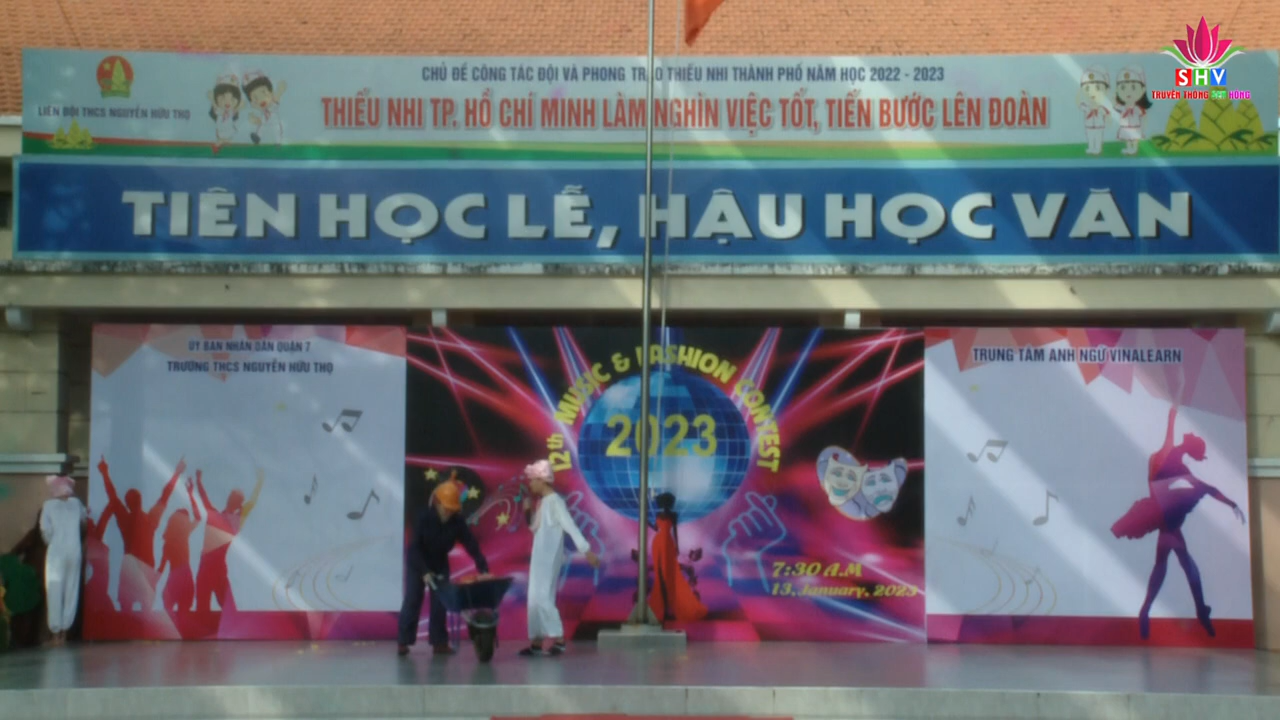 CHỦ ĐỀ CÔNG TÁC ĐỘI VÀ PHONG TRÀO THIẾU NHI THÀNH PHỐ NĂM HỌC 2022 - 2023
LIÊN ĐỘI THCS NGUYỄN HỮU THỌ
THIẾU NHI TP. HỒ CHÍ MINH LÀM NGHÌN VIỆC TỐT, TIẾN BƯỚC LÊN ĐOÀN
SHV
TRUYỀN THÔNG SEN HỒNG
TIÊN HỌC LỄ, HẬU HỌC VĂN
ỦY BAN NHÂN DÂN QUẬN 7
TRƯỜNG THCS NGUYỄN HỮU THỌ
12th MUSIC & FASHION CONTEST
2023
7:30 A.M
13, January, 2023
TRUNG TÂM ANH NGỮ VINALEARN